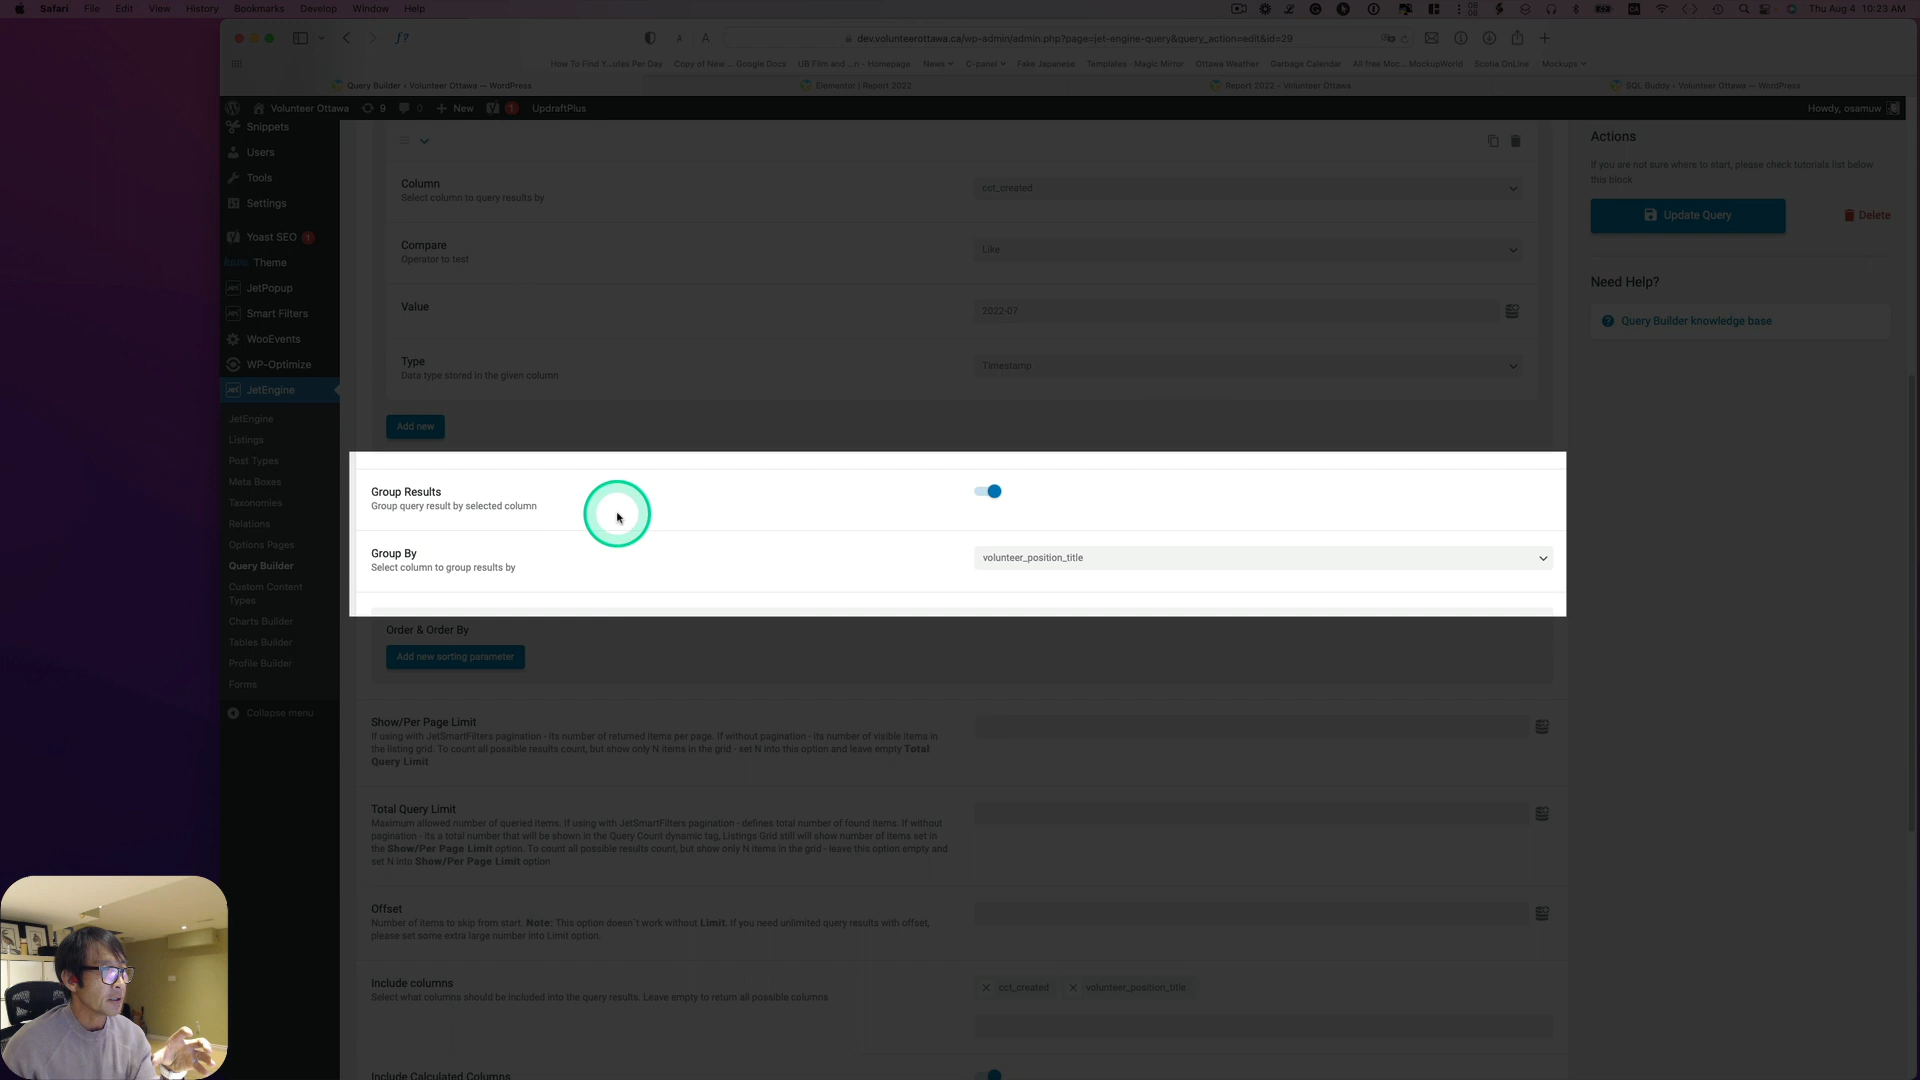 Safari File Edit View History Bookmarks Develop Window Help
Thu Aug 4 10:23 AM
dev.volunteerottawa.ca/wp-admin/admin.php?page=jet-engine-query&query_action=edit&id=29
How To Find Y...utes Per Day Copy of New ... Google Docs UB Film and ...n - Homepage News C-panel Fake Japanese Templates - Magic Mirror Ottawa Weather Garbage Calendar All free Moc... MockupWorld Scotia OnLine Mockups
Query Builder ‹ Volunteer Ottawa — WordPress
Elementor | Report 2022
Report 2022 - Volunteer Ottawa
SQL Buddy ‹ Volunteer Ottawa — WordPress
Volunteer Ottawa 9 0 New 1 UpdraftPlus
Howdy, osamuw
Snippets
Users
Tools
Settings
Yoast SEO 1
Theme
JetPopup
Smart Filters
WooEvents
WP-Optimize
JetEngine
JetEngine
Listings
Post Types
Meta Boxes
Taxonomies
Relations
Options Pages
Query Builder
Custom Content
Types
Charts Builder
Tables Builder
Profile Builder
Forms
Collapse menu
Column
Select column to query results by
cct_created
Compare
Operator to test
Like
Value
2022-07
Type
Data type stored in the given column
Timestamp
Add new
Group Results
Group query result by selected column
Group By
Select column to group results by
volunteer_position_title
Order & Order By
Add new sorting parameter
Show/Per Page Limit
If using with JetSmartFilters pagination - its number of returned items per page. If without pagination - its number of visible items in
the listing grid. To count all possible results count, but show only N items in the grid - set N into this option and leave empty Total
Query Limit
Total Query Limit
Maximum allowed number of queried items. If using with JetSmartFilters pagination - defines total number of found items. If without
pagination - its a total number that will be shown in the Query Count dynamic tag, Listings Grid still will show number of items set in
the Show/Per Page Limit option. To count all possible results count, but show only N items in the grid - leave this option empty and
set N into Show/Per Page Limit option
Offset
Number of items to skip from start. Note: This option doesn`t work without Limit. If you need unlimited query results with offset,
please set some extra large number into Limit option.
Include columns
Select what columns should be included into the query results. Leave empty to return all possible columns
cct_created volunteer_position_title
Include Calculated Columns
Actions
If you are not sure where to start, please check tutorials list below
this block
Update Query
Delete
Need Help?
Query Builder knowledge base